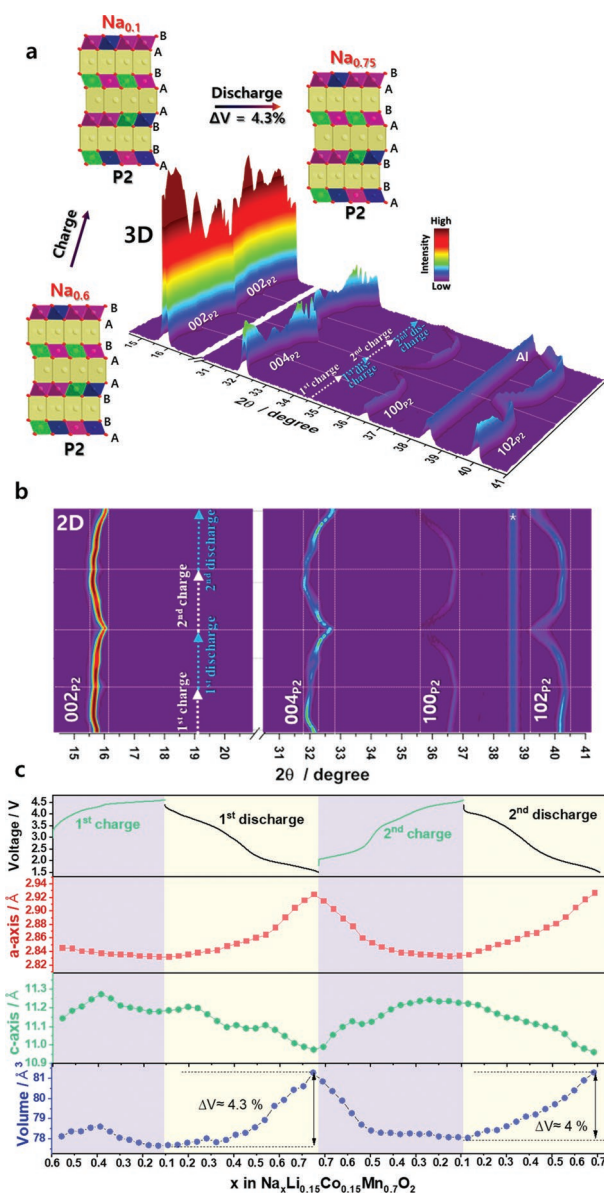 a
Na0.1
B
A
A
B
B
A
P2
Discharge
ΔV = 4.3%
Na0.75
B
A
A
B
B
A
P2
Charge
Na0.6
B
A
A
B
B
A
P2
3D
High
Intensity
Low
002P2
002P2
004P2
100P2
Al
102P2
1st charge
1st discharge
2nd charge
2nd discharge
15 16 31 32 33 34 35 36 37 38 39 40 41
2θ / degree
b
2D
002P2
1st charge
1st discharge
2nd charge
2nd discharge
004P2
100P2
*
102P2
15 16 17 18 19 20 31 32 33 34 35 36 37 38 39 40 41
2θ / degree
c
Voltage / V
4.5
4.0
3.5
3.0
2.5
2.0
1.5
1st charge
1st discharge
2nd charge
2nd discharge
a-axis / Å
2.94
2.92
2.90
2.88
2.86
2.84
2.82
c-axis / Å
11.3
11.2
11.1
11.0
10.9
Volume / Å3
81
80
79
78
ΔV≈ 4.3 %
ΔV≈ 4 %
0.6 0.5 0.4 0.3 0.2 0.1 0.2 0.3 0.4 0.5 0.6 0.7 0.7 0.6 0.5 0.4 0.3 0.2 0.1 0.2 0.3 0.4 0.5 0.6 0.7
x in NaxLi0.15Co0.15Mn0.7O2